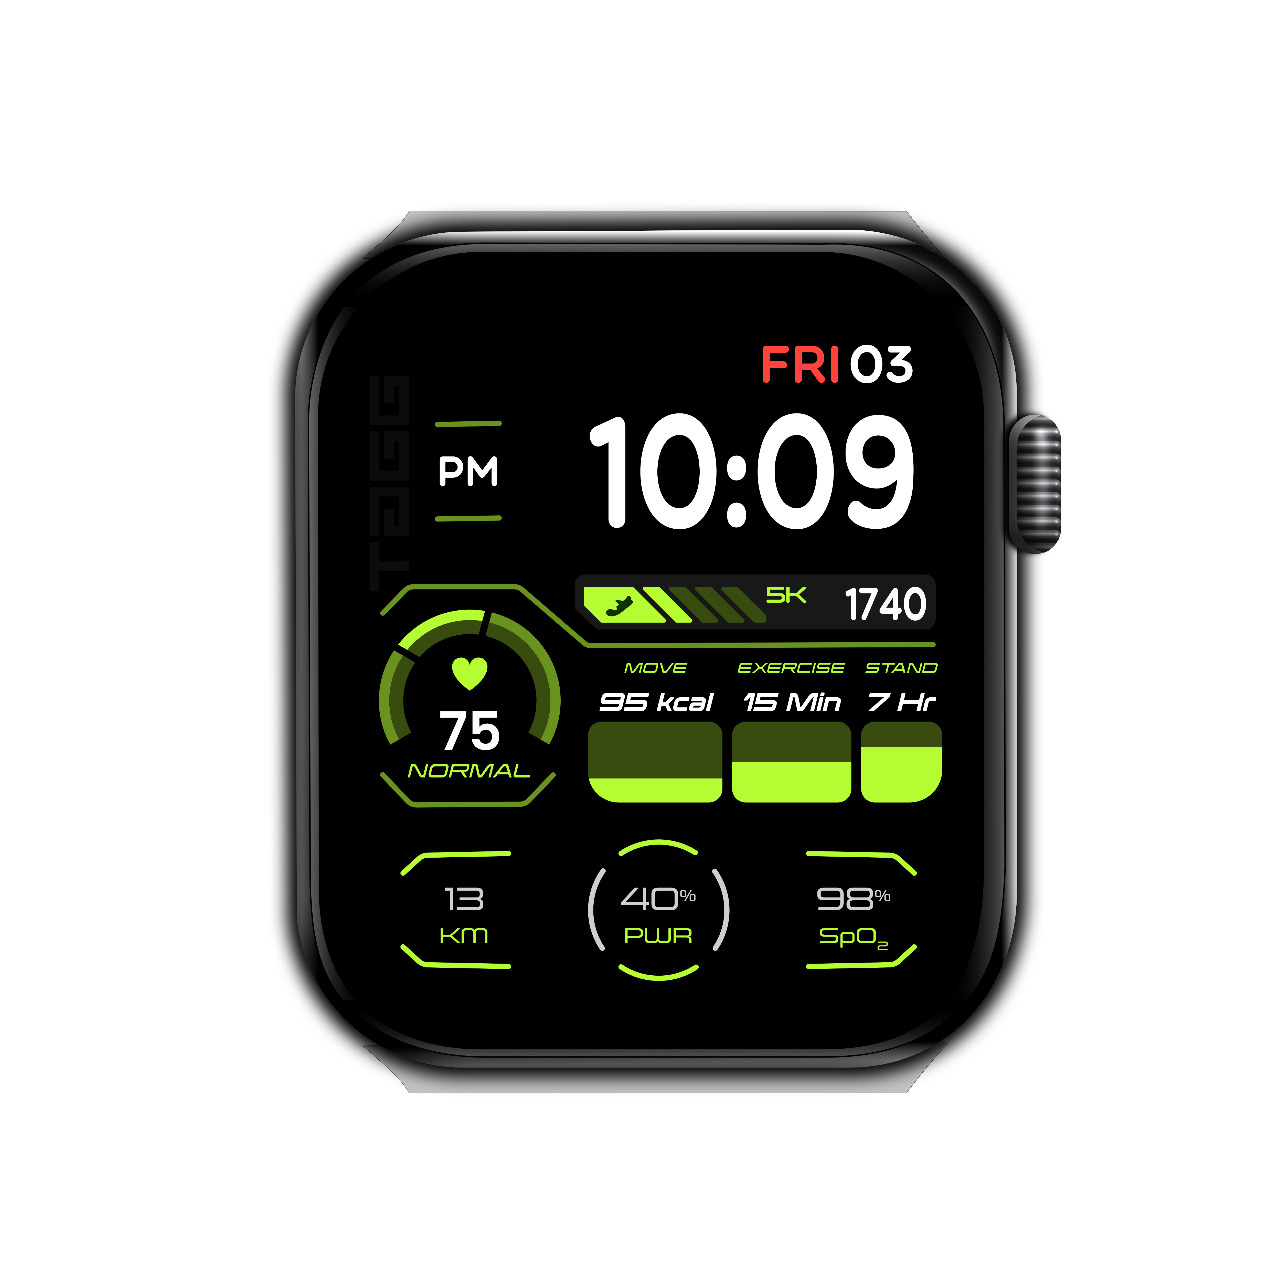 FRI 03
PM
10:09
5K 1740
MOVE EXERCISE STAND
95 kcal 15 Min 7 Hr
75
NORMAL
13 40% 98%
KM PWR SpO₂